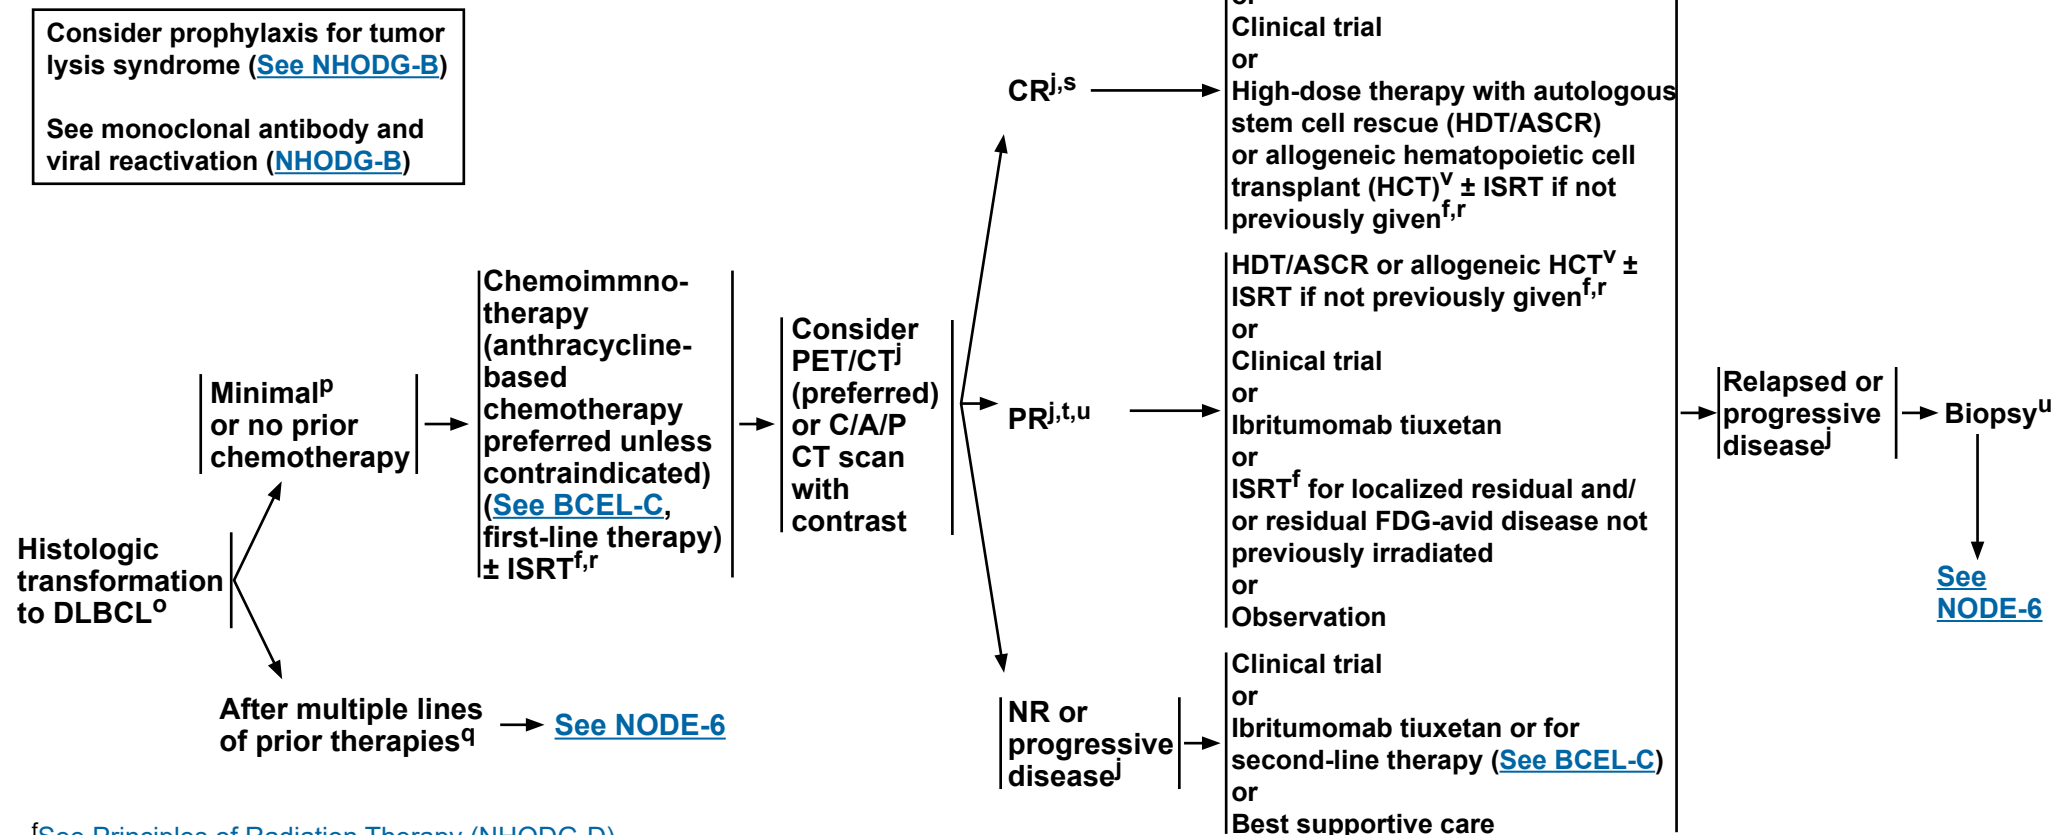 Consider prophylaxis for tumor
lysis syndrome (See NHODG-B)
See monoclonal antibody and
viral reactivation (NHODG-B)
Histologic
transformation
to DLBCLo
Minimalp
or no prior
chemotherapy
After multiple lines
of prior therapiesq
See NODE-6
Chemoimmno-
therapy
(anthracycline-
based
chemotherapy
preferred unless
contraindicated)
(See BCEL-C,
first-line therapy)
± ISRTf,r
Consider
PET/CTj
(preferred)
or C/A/P
CT scan
with
contrast
CRj,s
or
Clinical trial
or
High-dose therapy with autologous
stem cell rescue (HDT/ASCR)
or allogeneic hematopoietic cell
transplant (HCT)v ± ISRT if not
previously givenf,r
PRj,t,u
HDT/ASCR or allogeneic HCTv ±
ISRT if not previously givenf,r
or
Clinical trial
or
Ibritumomab tiuxetan
or
ISRTf for localized residual and/
or residual FDG-avid disease not
previously irradiated
or
Observation
NR or
progressive
diseasej
Clinical trial
or
Ibritumomab tiuxetan or for
second-line therapy (See BCEL-C)
or
Best supportive care
Relapsed or
progressive
diseasej
Biopsyu
See
NODE-6
fSee Principles of Radiation Therapy (NHODG-D)